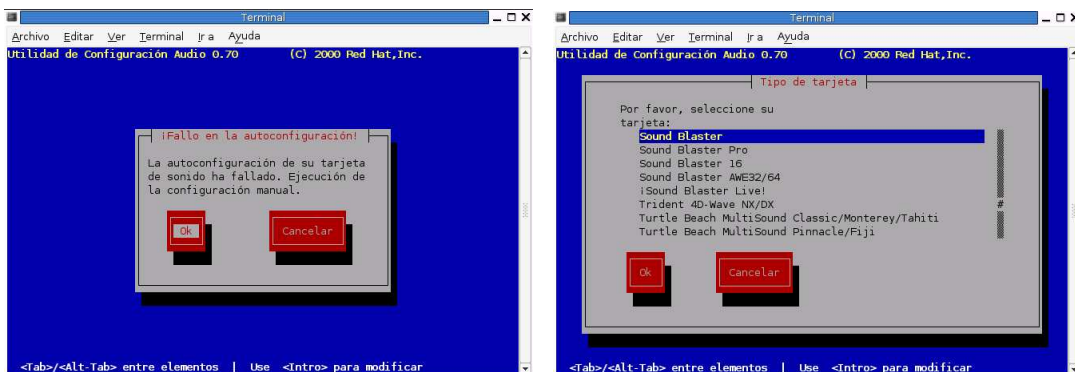 Terminal
Archivo Editar Ver Terminal Ir a Ayuda
Utilidad de Configuración Audio 0.70 (C) 2000 Red Hat,Inc.
¡Fallo en la autoconfiguración!
La autoconfiguración de su tarjeta
de sonido ha fallado. Ejecución de
la configuración manual.
Ok Cancelar
<Tab>/<Alt-Tab> entre elementos | Use <Intro> para modificar
Terminal
Archivo Editar Ver Terminal Ir a Ayuda
Utilidad de Configuración Audio 0.70 (C) 2000 Red Hat,Inc.
Tipo de tarjeta
Por favor, seleccione su
tarjeta:
Sound Blaster
Sound Blaster Pro
Sound Blaster 16
Sound Blaster AWE32/64
¡Sound Blaster Live!
Trident 4D-Wave NX/DX #
Turtle Beach MultiSound Classic/Monterey/Tahiti
Turtle Beach MultiSound Pinnacle/Fiji
Ok Cancelar
<Tab>/<Alt-Tab> entre elementos | Use <Intro> para modificar